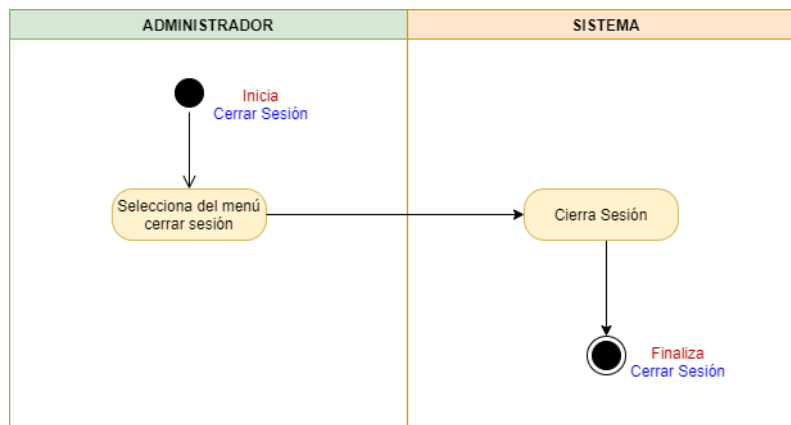 ADMINISTRADOR
SISTEMA
Inicia
Cerrar Sesión
Selecciona del menú
cerrar sesión
Cierra Sesión
Finaliza
Cerrar Sesión